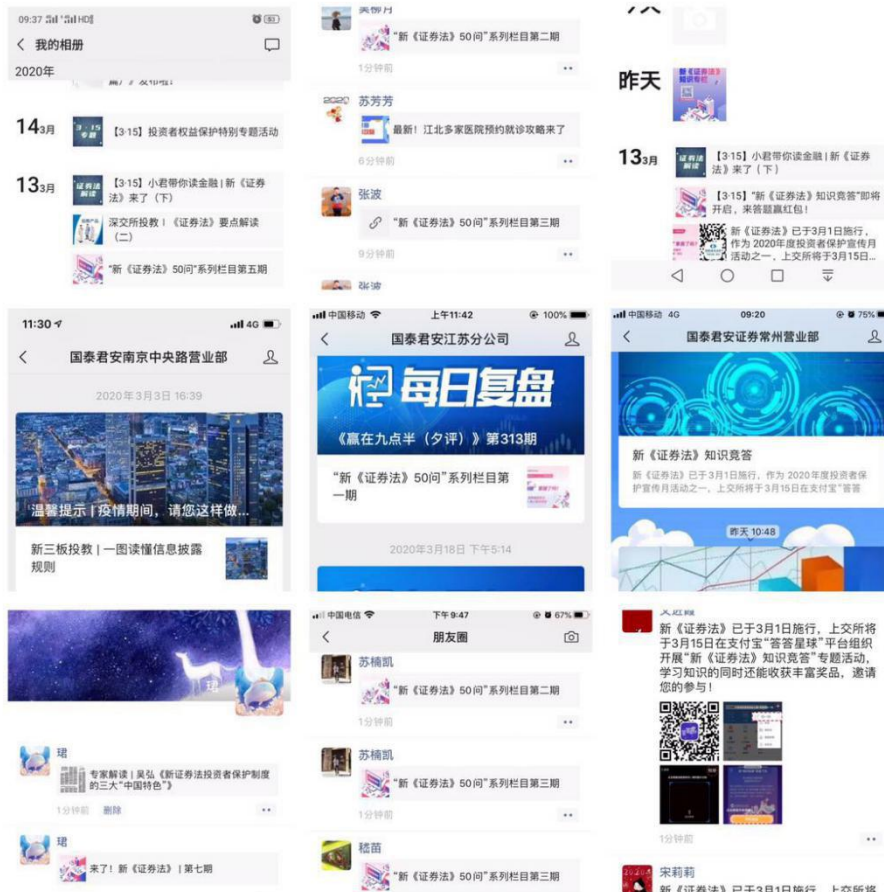 09:37
HD
83
我的相册
2020年
14 3月
【3·15】投资者权益保护特别专题活动
13 3月
【3·15】小君带你读金融|新《证券
法》来了（下）
深交所投教|《证券法》要点解读
（二）
“新《证券法》50问”系列栏目第五期
吴柳月
“新《证券法》50问”系列栏目第二期
1分钟前
苏芳芳
最新！江北多家医院预约就诊攻略来了
6分钟前
张波
“新《证券法》50问”系列栏目第三期
9分钟前
张波
昨天
13 3月
【3·15】小君带你读金融|新《证券
法》来了（下）
【3·15】“新《证券法》知识竞答”即将
开启，来答题赢红包！
新《证券法》已于3月1日施行，
作为 2020年度投资者保护宣传月
活动之一，上交所将于3月15日...
11:30
4G
国泰君安南京中央路营业部
2020年3月3日 16:39
温馨提示|疫情期间，请您这样做...
新三板投教|一图读懂信息披露
规则
中国移动
上午11:42
100%
国泰君安江苏分公司
每日复盘
《赢在九点半（夕评）》第313期
“新《证券法》50问”系列栏目第
一期
2020年3月18日 下午5:14
中国移动 4G
09:20
75%
国泰君安证券常州营业部
新《证券法》知识竞答
新《证券法》已于3月1日施行，作为 2020年度投资者保
护宣传月活动之一，上交所将于3月15日在支付宝“答答
昨天 10:48
珺
珺
专家解读|吴弘《新证券法投资者保护制度
的三大“中国特色”》
1分钟前 删除
珺
来了！新《证券法》|第七期
中国电信
下午9:47
67%
朋友圈
苏楠凯
“新《证券法》50问”系列栏目第二期
1分钟前
苏楠凯
“新《证券法》50问”系列栏目第三期
1分钟前
嵇苗
“新《证券法》50问”系列栏目第三期
新《证券法》已于3月1日施行，上交所将
于3月15日在支付宝“答答星球”平台组织
开展“新《证券法》知识竞答”专题活动，
学习知识的同时还能收获丰富奖品，邀请
您的参与！
1分钟前
宋莉莉
新《证券法》已于3月1日施行，上交所将